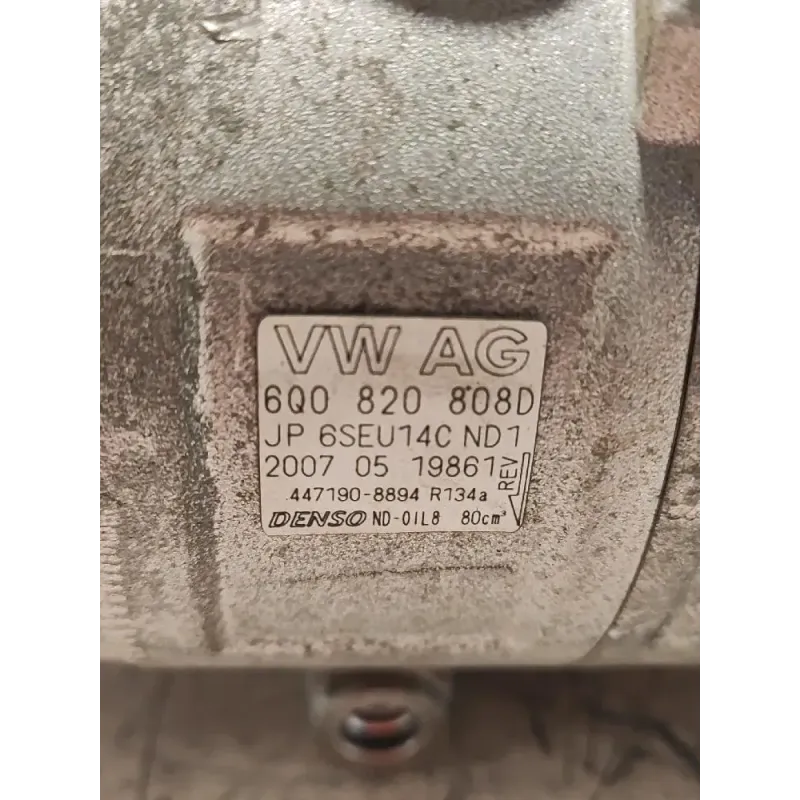 VW AG
6Q0 820 808D
JP 6SEU14C ND1
2007 05 19861
REV
447190-8894 R134a
DENSO ND-OIL8 80cm³